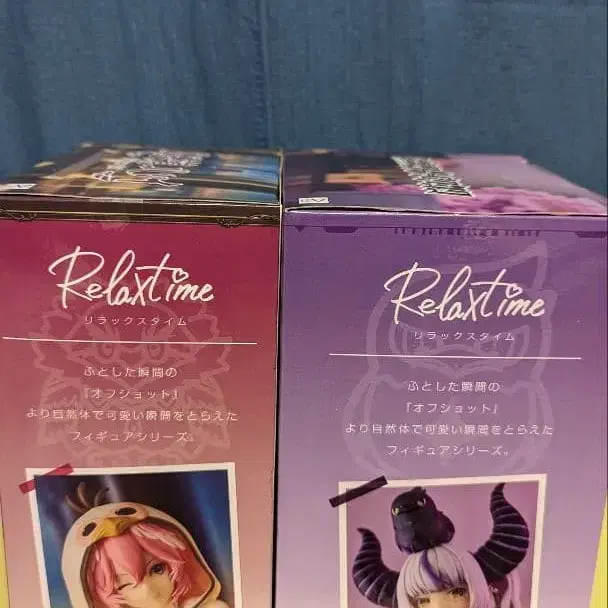 Relaxtime
リラックスタイム
ふとした瞬間の
「オフショット」
より自然体で可愛い瞬間をとらえた
フィギュアシリーズ。
Relaxtime
リラックスタイム
ふとした瞬間の
「オフショット」
より自然体で可愛い瞬間をとらえた
フィギュアシリーズ。